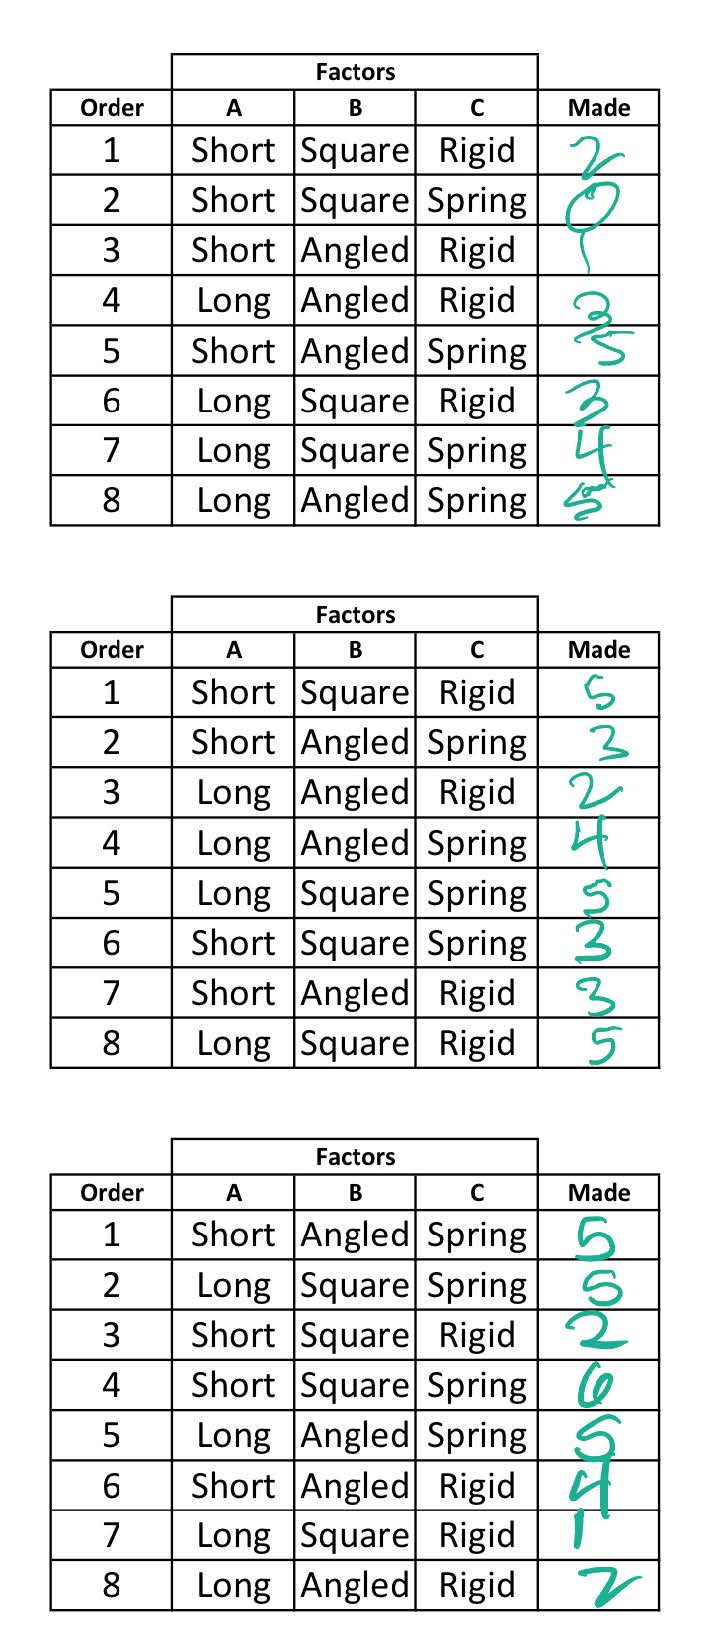 Factors
Order A B C Made
1 Short Square Rigid 2
2 Short Square Spring 0
3 Short Angled Rigid 1
4 Long Angled Rigid 3
5 Short Angled Spring 5
6 Long Square Rigid 3
7 Long Square Spring 4
8 Long Angled Spring 5
Factors
Order A B C Made
1 Short Square Rigid 5
2 Short Angled Spring 3
3 Long Angled Rigid 2
4 Long Angled Spring 4
5 Long Square Spring 5
6 Short Square Spring 3
7 Short Angled Rigid 3
8 Long Square Rigid 5
Factors
Order A B C Made
1 Short Angled Spring 5
2 Long Square Spring 5
3 Short Square Rigid 2
4 Short Square Spring 6
5 Long Angled Spring 5
6 Short Angled Rigid 4
7 Long Square Rigid 1
8 Long Angled Rigid 2